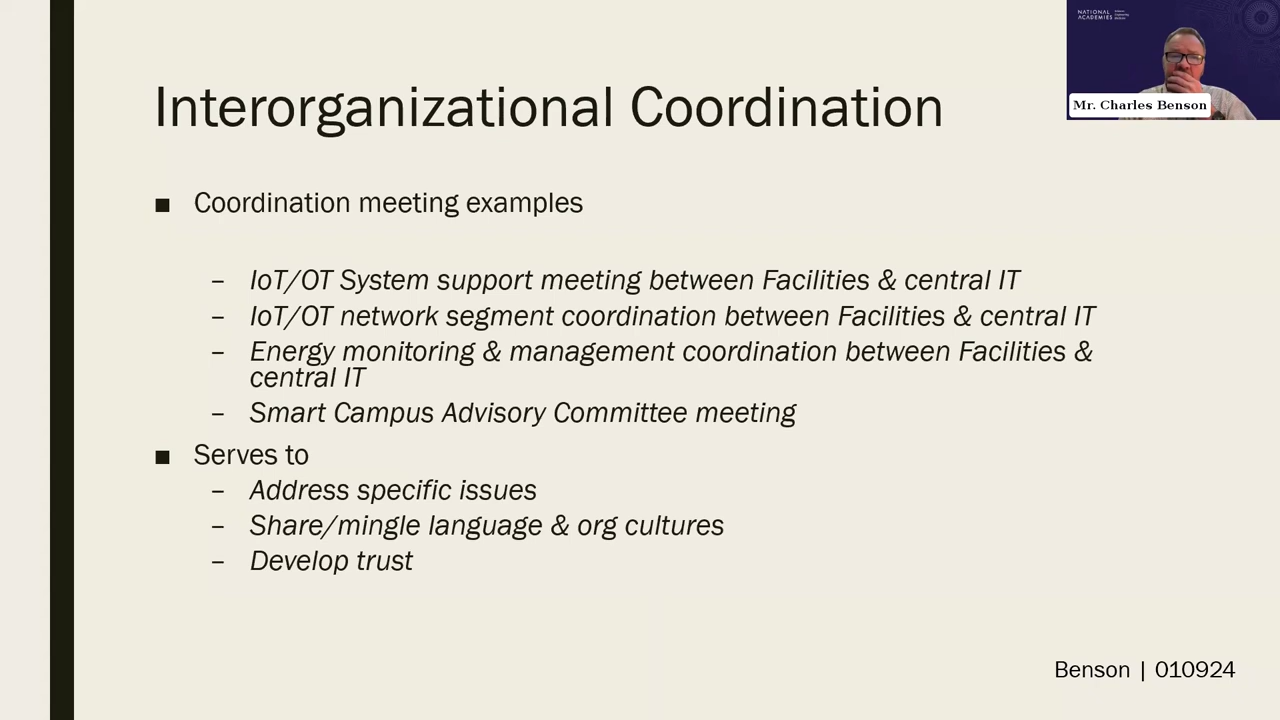 NATIONAL
ACADEMIES
Mr. Charles Benson
Interorganizational Coordination
■ Coordination meeting examples
– IoT/OT System support meeting between Facilities & central IT
– IoT/OT network segment coordination between Facilities & central IT
– Energy monitoring & management coordination between Facilities &
central IT
– Smart Campus Advisory Committee meeting
■ Serves to
– Address specific issues
– Share/mingle language & org cultures
– Develop trust
Benson | 010924